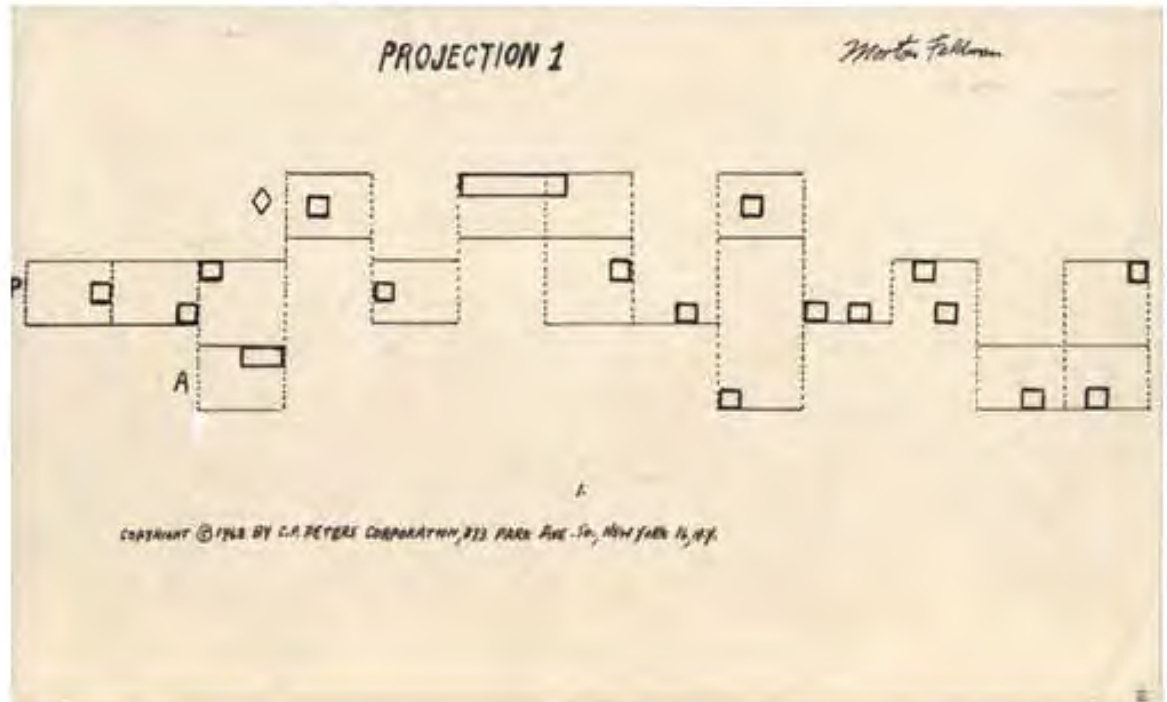 PROJECTION 1
Morton Feldman
P
A
1.
COPYRIGHT © 1962 BY C.F. PETERS CORPORATION, 373 PARK AVE. SO., NEW YORK 16, N.Y.